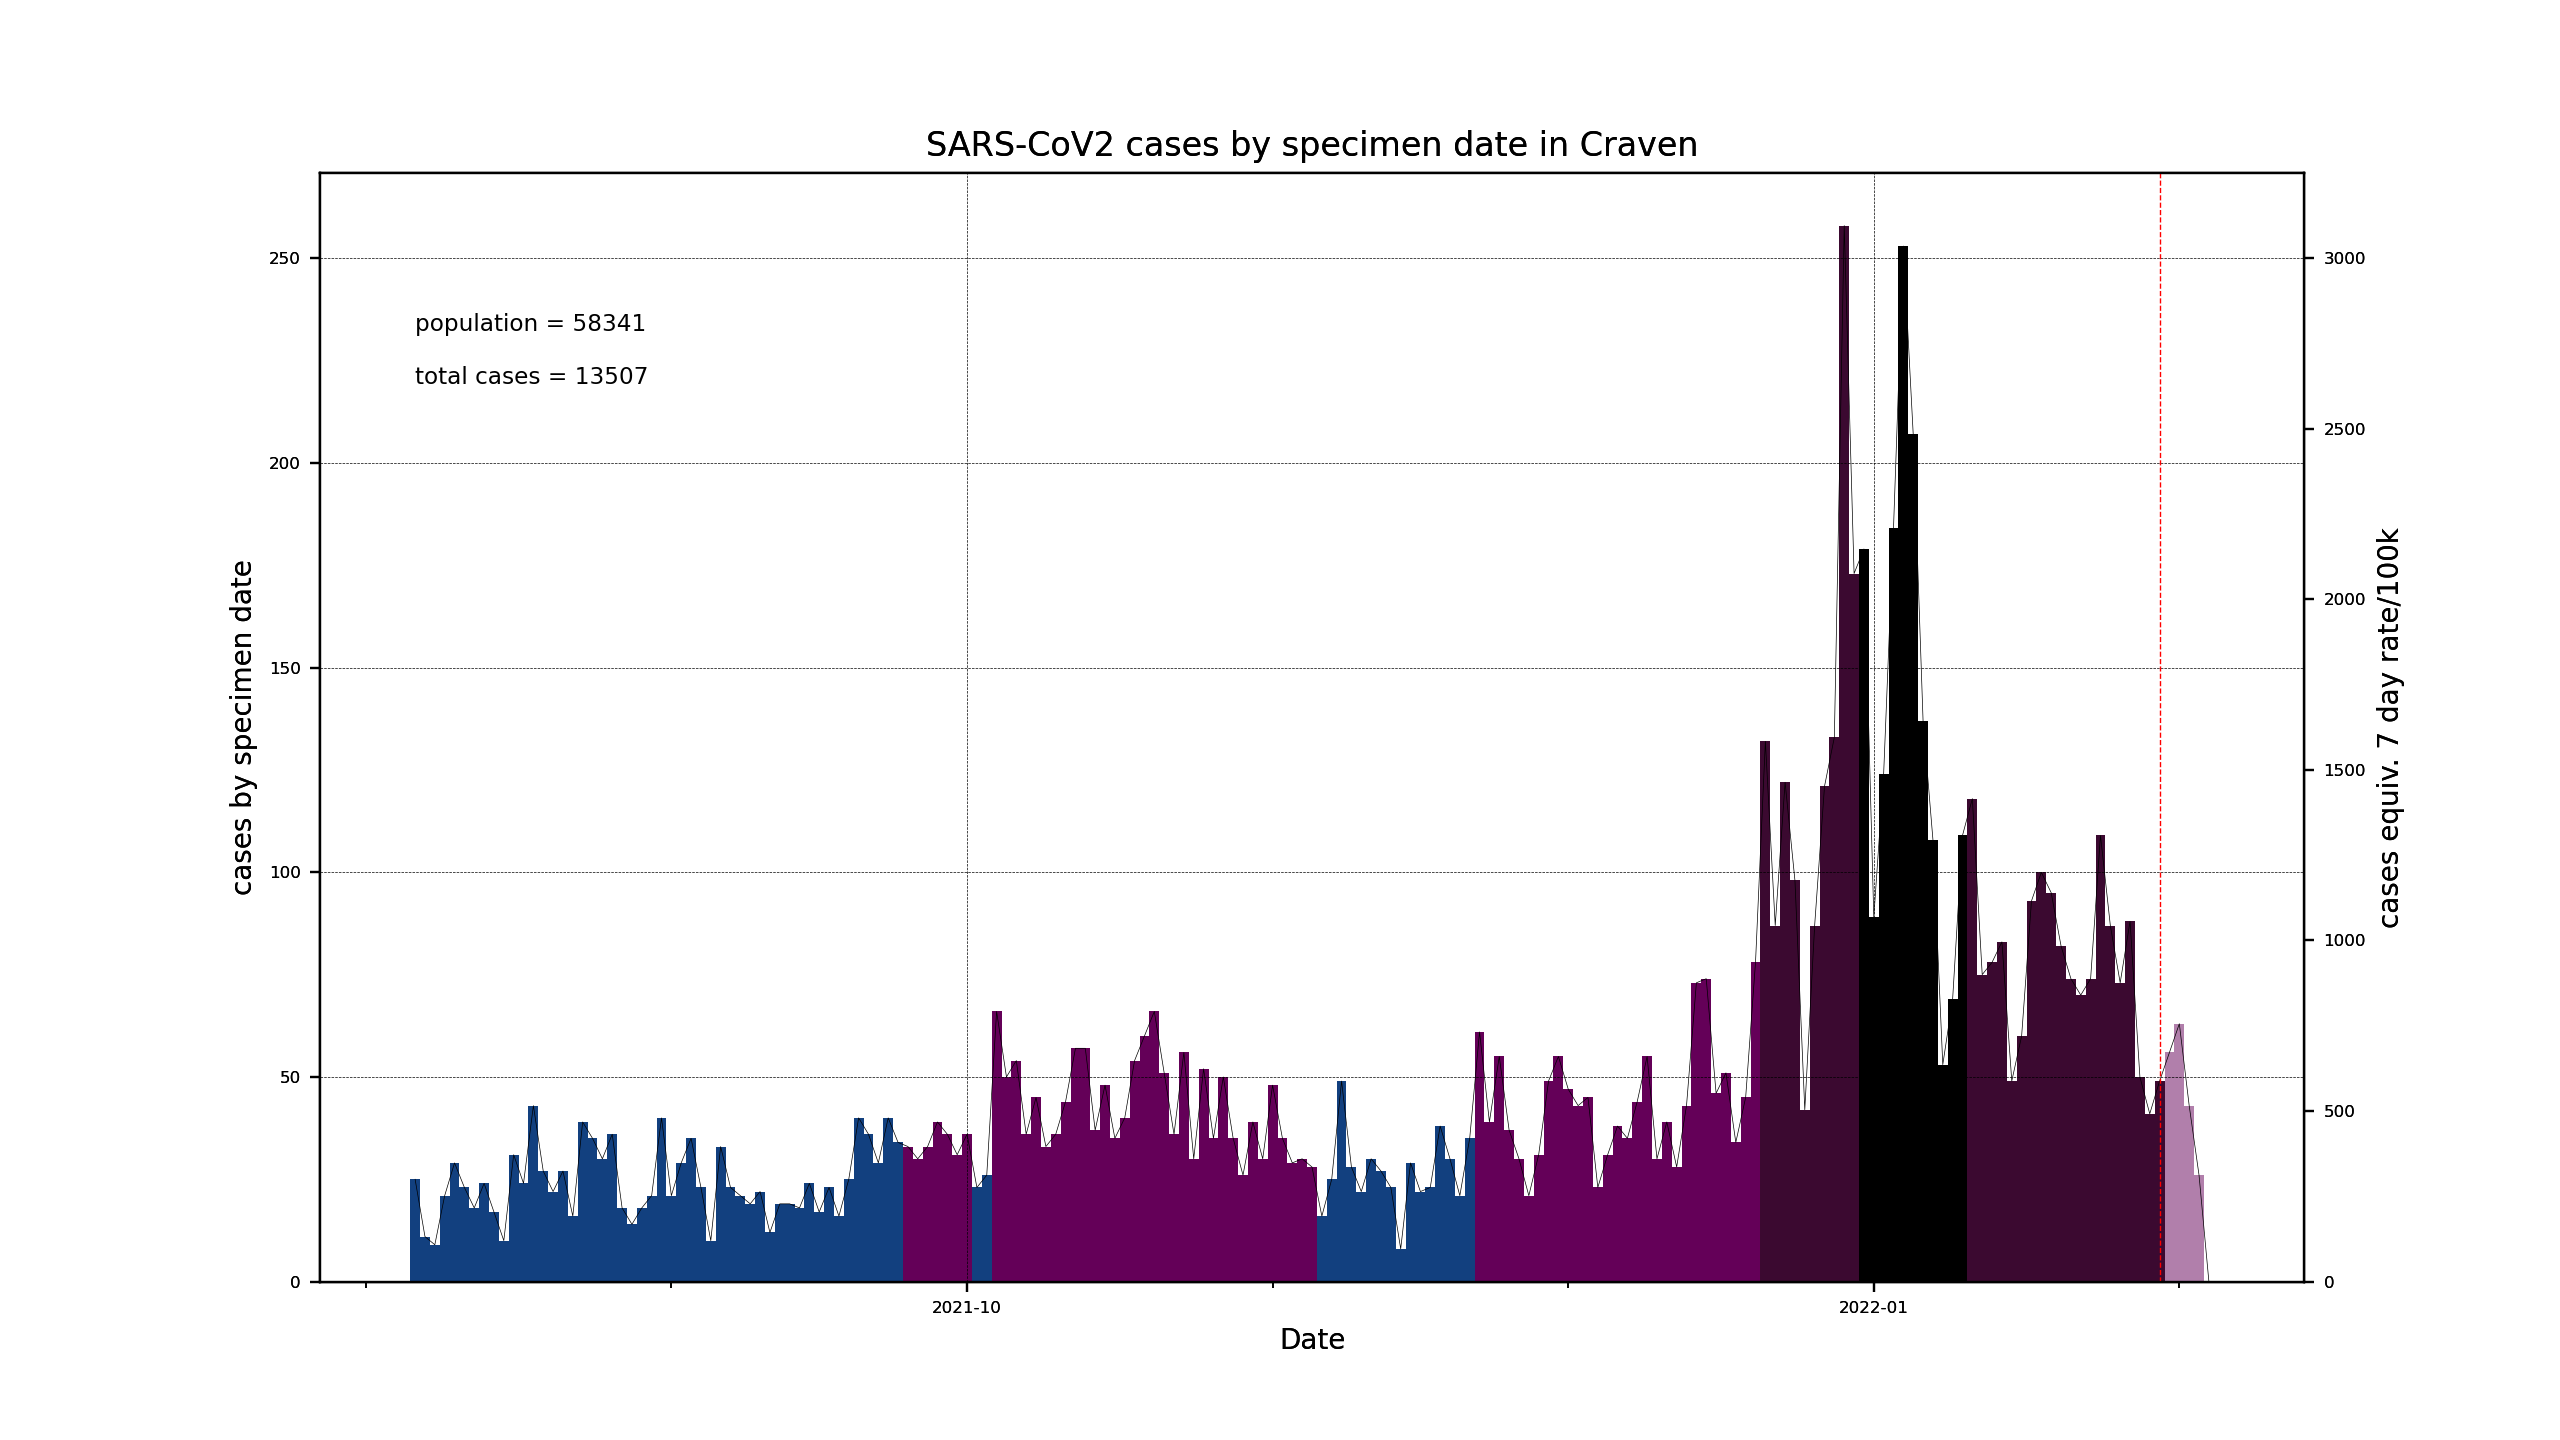 SARS-CoV2 cases by specimen date in Craven
population = 58341
total cases = 13507
cases by specimen date
250
200
150
100
50
0
3000
2500
2000
1500
1000
500
0
cases equiv. 7 day rate/100k
2021-10
2022-01
Date